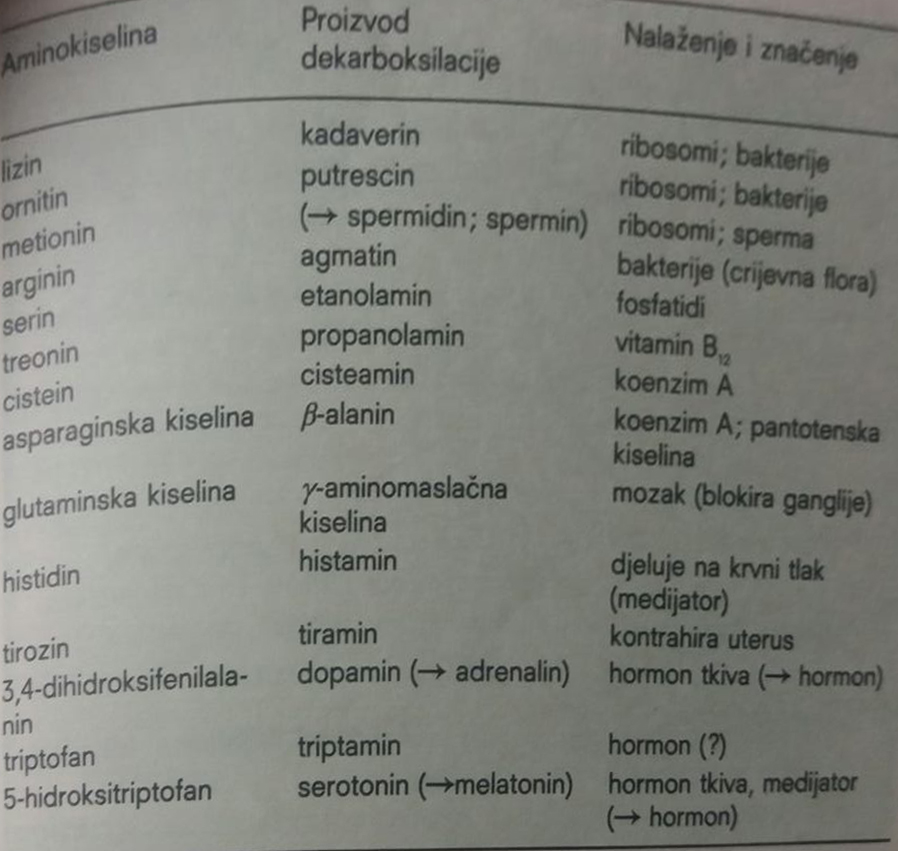 Aminokiselina Proizvod dekarboksilacije Nalaženje i značenje
lizin kadaverin ribosomi; bakterije
ornitin putrescin ribosomi; bakterije
metionin (→ spermidin; spermin) ribosomi; sperma
arginin agmatin bakterije (crijevna flora)
serin etanolamin fosfatidi
treonin propanolamin vitamin B₁₂
cistein cisteamin koenzim A
asparaginska kiselina β-alanin koenzim A; pantotenska
kiselina
glutaminska kiselina γ-aminomaslačna mozak (blokira ganglije)
kiselina
histidin histamin djeluje na krvni tlak
(medijator)
tirozin tiramin kontrahira uterus
3,4-dihidroksifenilala- dopamin (→ adrenalin) hormon tkiva (→ hormon)
nin
triptofan triptamin hormon (?)
5-hidroksitriptofan serotonin (→melatonin) hormon tkiva, medijator
(→ hormon)